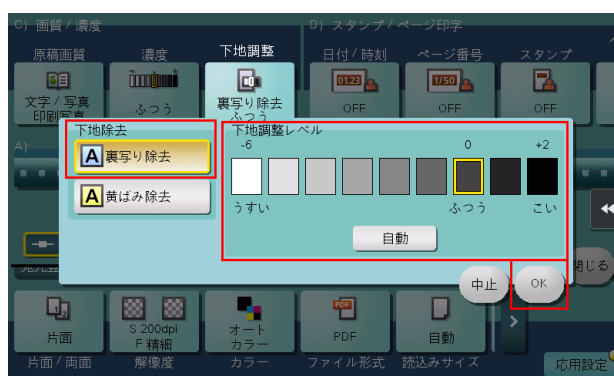 C) 画質 / 濃度
D) スタンプ / ページ印字
原稿画質
濃度
下地調整
日付 / 時刻
ページ番号
スタンプ
01.23
1/50
文字 / 写真
印刷写真
ふつう
裏写り除去
ふつう
OFF
OFF
OFF
A)
下地除去
A 裏写り除去
A 黄ばみ除去
下地調整レベル
-6
0
+2
うすい
ふつう
こい
自動
中止
OK
閉じる
片面
S 200dpi
F 精細
オート
カラー
PDF
PDF
自動
片面 / 両面
解像度
カラー
ファイル形式
読込みサイズ
応用設定